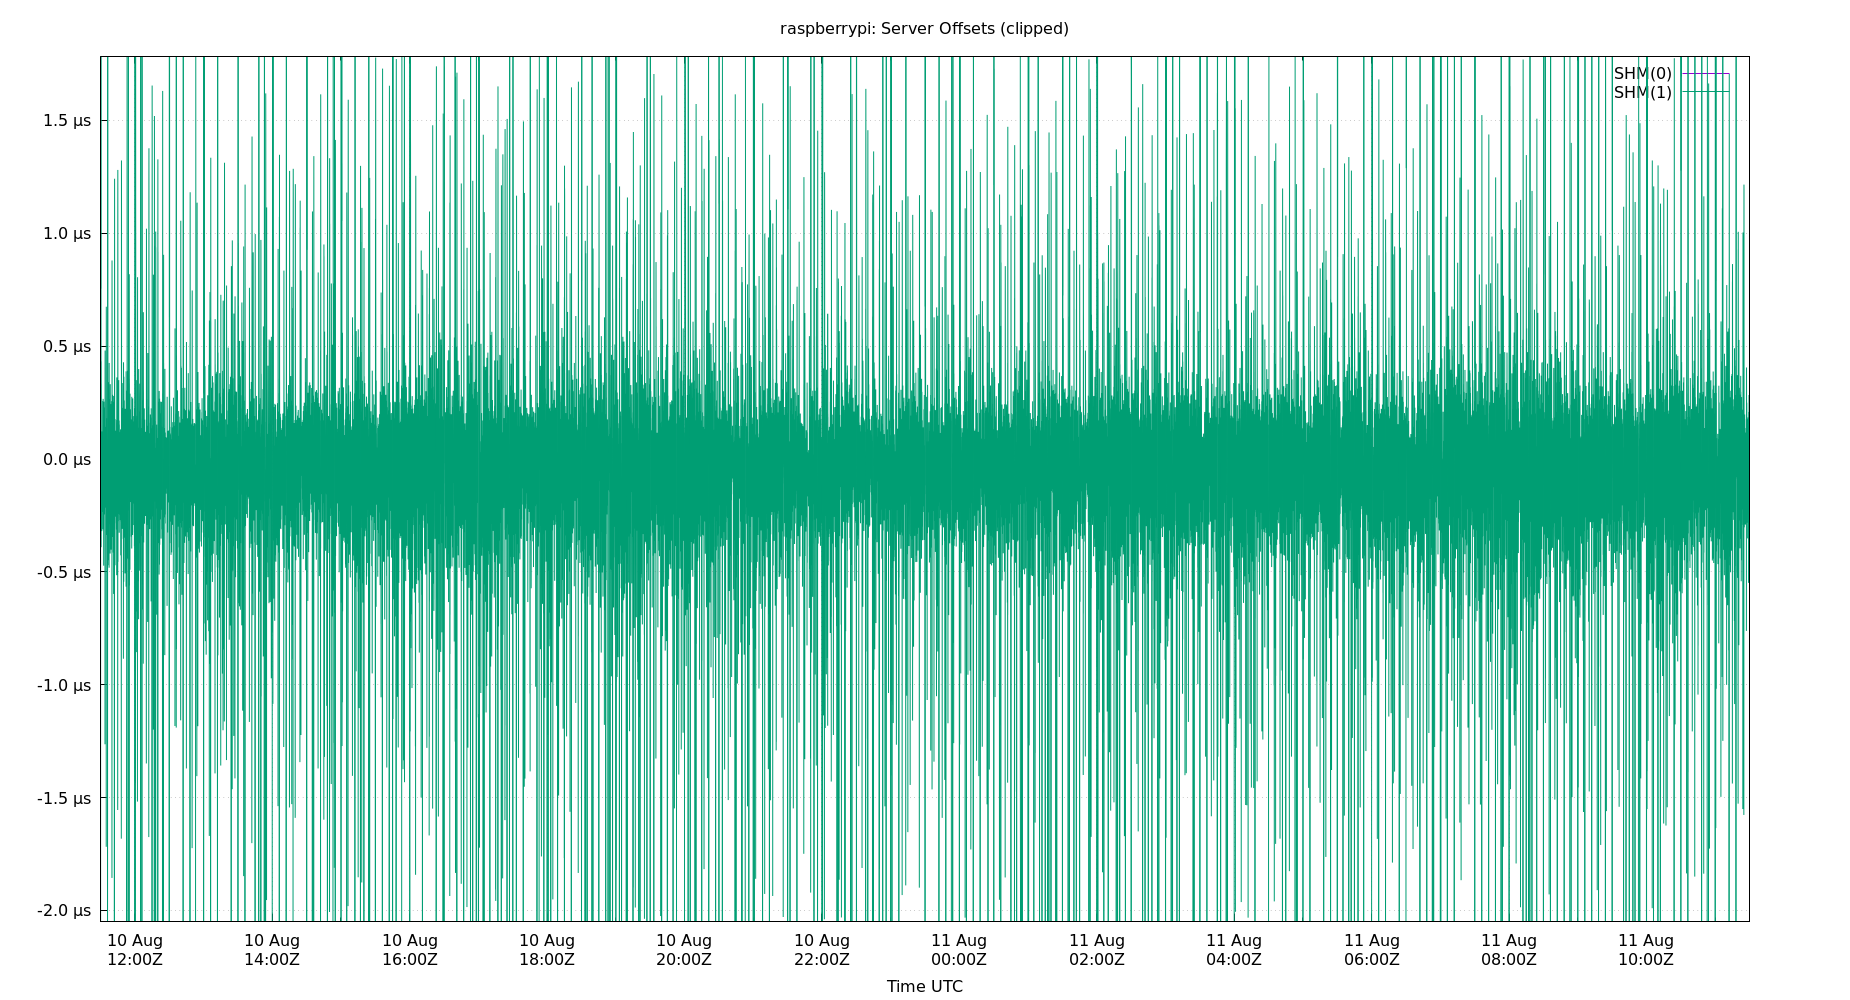 raspberrypi: Server Offsets (clipped)
SHM(0)
SHM(1)
1.5 µs
1.0 µs
0.5 µs
0.0 µs
-0.5 µs
-1.0 µs
-1.5 µs
-2.0 µs
10 Aug 10 Aug 10 Aug 10 Aug 10 Aug 10 Aug 11 Aug 11 Aug 11 Aug 11 Aug 11 Aug 11 Aug
12:00Z 14:00Z 16:00Z 18:00Z 20:00Z 22:00Z 00:00Z 02:00Z 04:00Z 06:00Z 08:00Z 10:00Z
Time UTC